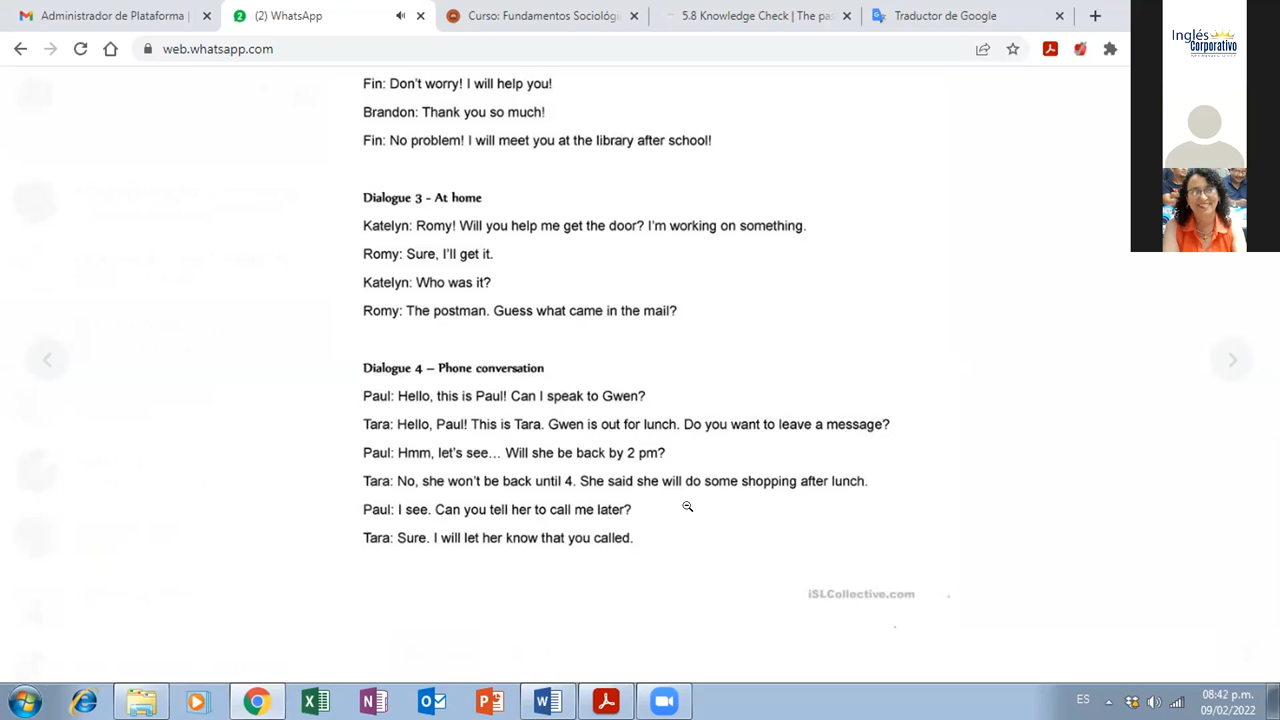 Administrador de Plataforma
(2) WhatsApp
Curso: Fundamentos Sociológi
5.8 Knowledge Check | The pas
Traductor de Google
web.whatsapp.com
Inglés
Corporativo
Fin: Don't worry! I will help you!
Brandon: Thank you so much!
Fin: No problem! I will meet you at the library after school!
Dialogue 3 - At home
Katelyn: Romy! Will you help me get the door? I'm working on something.
Romy: Sure, I'll get it.
Katelyn: Who was it?
Romy: The postman. Guess what came in the mail?
Dialogue 4 – Phone conversation
Paul: Hello, this is Paul! Can I speak to Gwen?
Tara: Hello, Paul! This is Tara. Gwen is out for lunch. Do you want to leave a message?
Paul: Hmm, let's see... Will she be back by 2 pm?
Tara: No, she won't be back until 4. She said she will do some shopping after lunch.
Paul: I see. Can you tell her to call me later?
Tara: Sure. I will let her know that you called.
iSLCollective.com
ES
08:42 p.m.
09/02/2022